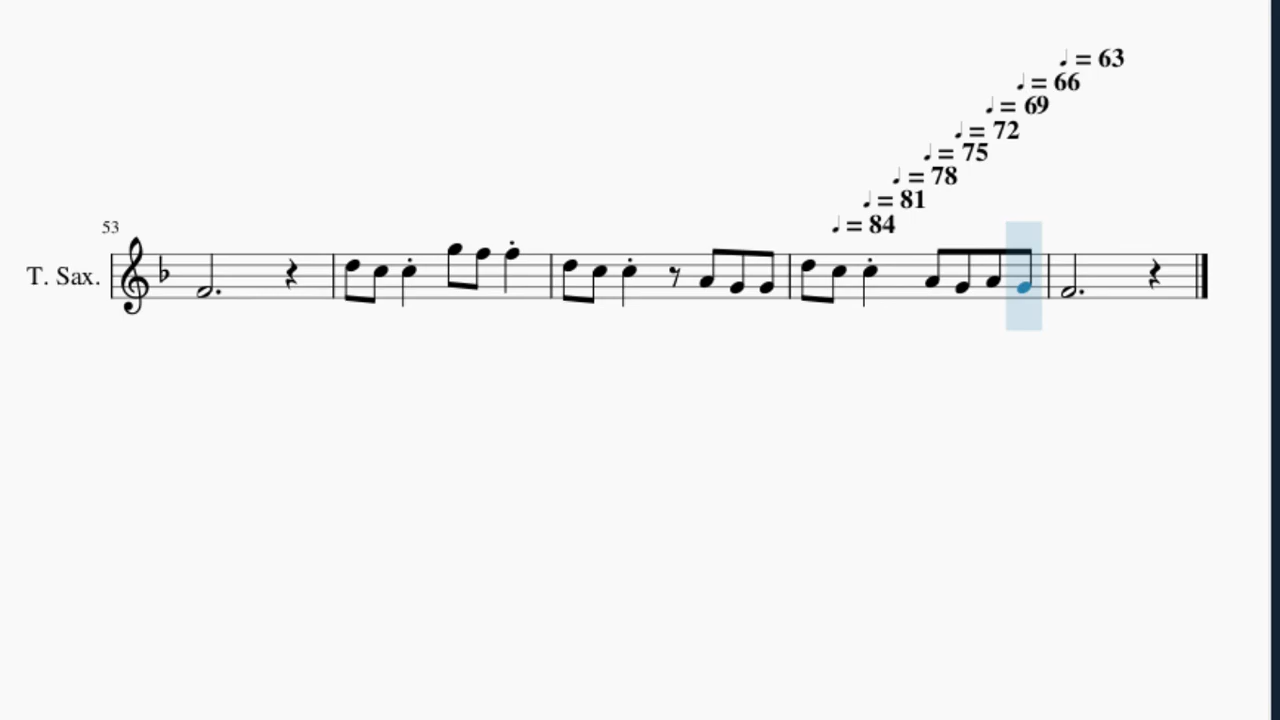 ♩ = 63
♩ = 66
♩ = 69
♩ = 72
♩ = 75
♩ = 78
♩ = 81
♩ = 84
53
T. Sax.